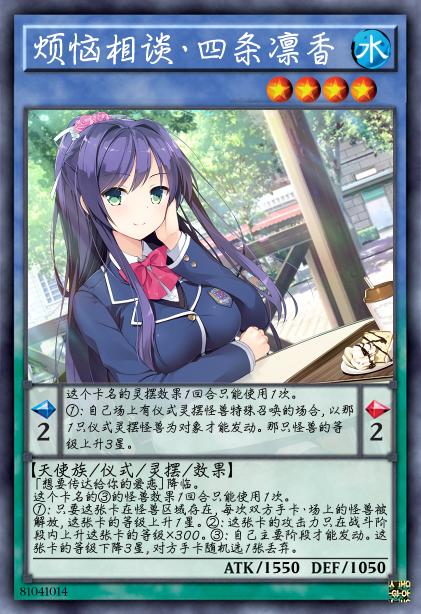 烦恼相谈·四条凛香
水
这个卡名的灵摆效果1回合只能使用1次。
①：自己场上有仪式灵摆怪兽特殊召唤的场合，以那
1只仪式灵摆怪兽为对象才能发动。那只怪兽的等
级上升3星。
2
2
【天使族/仪式/灵摆/效果】
「想要传达给你的爱恋」降临。
这个卡名的③的怪兽效果1回合只能使用1次。
①：只要这张卡在怪兽区域存在，每次双方手卡·场上的怪兽被
解放，这张卡的等级上升1星。②：这张卡的攻击力只在战斗阶
段内上升这张卡的等级×300。③：自己主要阶段才能发动。这
张卡的等级下降3星，对方手卡随机选1张丢弃。
ATK/1550 DEF/1050
81041014